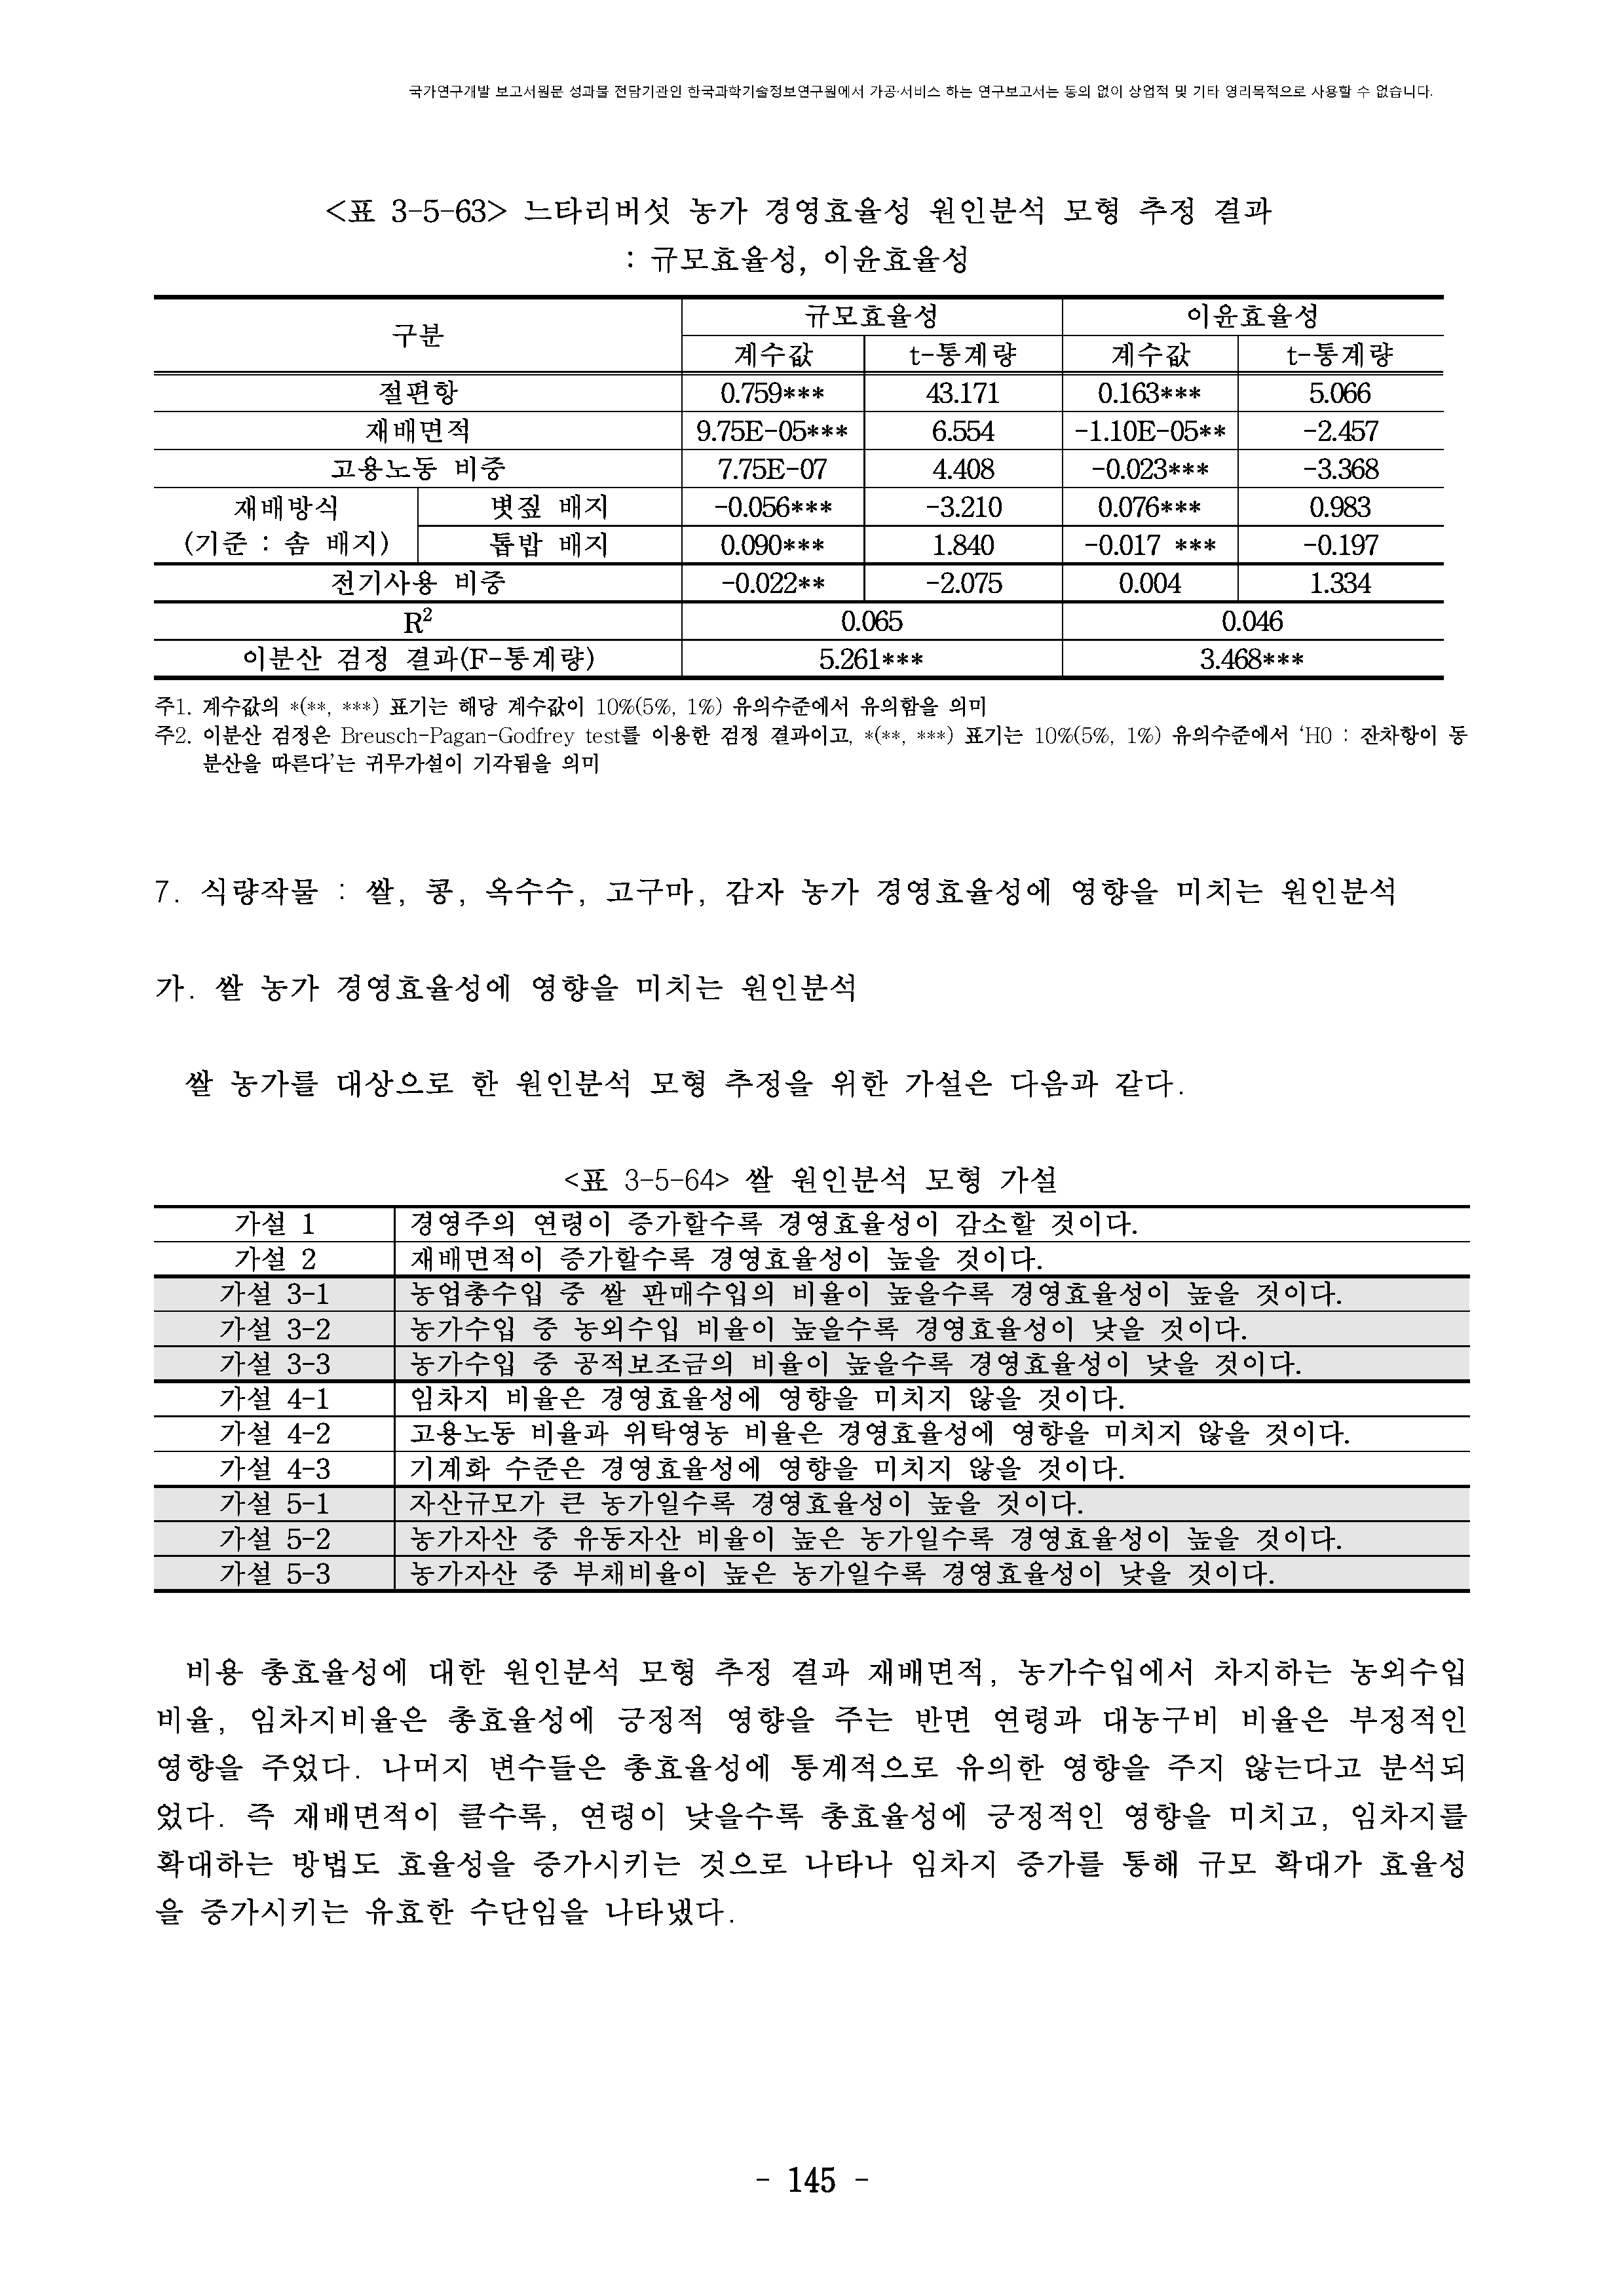 국가연구개발 보고서원문 성과물 전담기관인 한국과학기술정보연구원에서 가공·서비스 하는 연구보고서는 동의 없이 상업적 및 기타 영리목적으로 사용할 수 없습니다.
<표 3-5-63> 느타리버섯 농가 경영효율성 원인분석 모형 추정 결과
: 규모효율성, 이윤효율성
구분 규모효율성 이윤효율성
계수값 t-통계량 계수값 t-통계량
절편항 0.759*** 43.171 0.163*** 5.066
재배면적 9.75E-05*** 6.554 -1.10E-05** -2.457
고용노동 비중 7.75E-07 4.408 -0.023*** -3.368
재배방식 볏짚 배지 -0.056*** -3.210 0.076*** 0.983
(기준 : 솜 배지) 톱밥 배지 0.090*** 1.840 -0.017 *** -0.197
전기사용 비중 -0.022** -2.075 0.004 1.334
R² 0.065 0.046
이분산 검정 결과(F-통계량) 5.261*** 3.468***
주1. 계수값의 *(**, ***) 표기는 해당 계수값이 10%(5%, 1%) 유의수준에서 유의함을 의미
주2. 이분산 검정은 Breusch-Pagan-Godfrey test를 이용한 검정 결과이고, *(**, ***) 표기는 10%(5%, 1%) 유의수준에서 ‘H0 : 잔차항이 동
분산을 따른다’는 귀무가설이 기각됨을 의미
7. 식량작물 : 쌀, 콩, 옥수수, 고구마, 감자 농가 경영효율성에 영향을 미치는 원인분석
가. 쌀 농가 경영효율성에 영향을 미치는 원인분석
쌀 농가를 대상으로 한 원인분석 모형 추정을 위한 가설은 다음과 같다.
<표 3-5-64> 쌀 원인분석 모형 가설
가설 1 경영주의 연령이 증가할수록 경영효율성이 감소할 것이다.
가설 2 재배면적이 증가할수록 경영효율성이 높을 것이다.
가설 3-1 농업총수입 중 쌀 판매수입의 비율이 높을수록 경영효율성이 높을 것이다.
가설 3-2 농가수입 중 농외수입 비율이 높을수록 경영효율성이 낮을 것이다.
가설 3-3 농가수입 중 공적보조금의 비율이 높을수록 경영효율성이 낮을 것이다.
가설 4-1 임차지 비율은 경영효율성에 영향을 미치지 않을 것이다.
가설 4-2 고용노동 비율과 위탁영농 비율은 경영효율성에 영향을 미치지 않을 것이다.
가설 4-3 기계화 수준은 경영효율성에 영향을 미치지 않을 것이다.
가설 5-1 자산규모가 큰 농가일수록 경영효율성이 높을 것이다.
가설 5-2 농가자산 중 유동자산 비율이 높은 농가일수록 경영효율성이 높을 것이다.
가설 5-3 농가자산 중 부채비율이 높은 농가일수록 경영효율성이 낮을 것이다.
비용 총효율성에 대한 원인분석 모형 추정 결과 재배면적, 농가수입에서 차지하는 농외수입
비율, 임차지비율은 총효율성에 긍정적 영향을 주는 반면 연령과 대농구비 비율은 부정적인
영향을 주었다. 나머지 변수들은 총효율성에 통계적으로 유의한 영향을 주지 않는다고 분석되
었다. 즉 재배면적이 클수록, 연령이 낮을수록 총효율성에 긍정적인 영향을 미치고, 임차지를
확대하는 방법도 효율성을 증가시키는 것으로 나타나 임차지 증가를 통해 규모 확대가 효율성
을 증가시키는 유효한 수단임을 나타냈다.
- 145 -